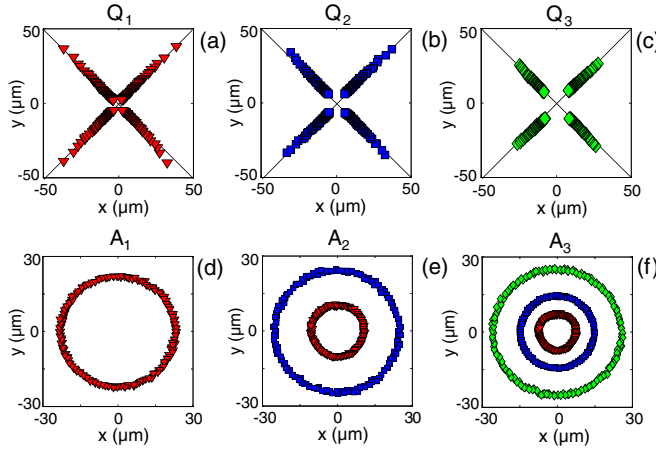 Q1 Q2 Q3
50 (a) 50 (b) 50 (c)
y (µm) y (µm) y (µm)
0 0 0
-50 -50 -50
-50 0 50 -50 0 50 -50 0 50
x (µm) x (µm) x (µm)
A1 A2 A3
30 (d) 30 (e) 30 (f)
y (µm) y (µm) y (µm)
0 0 0
-30 -30 -30
-30 0 30 -30 0 30 -30 0 30
x (µm) x (µm) x (µm)